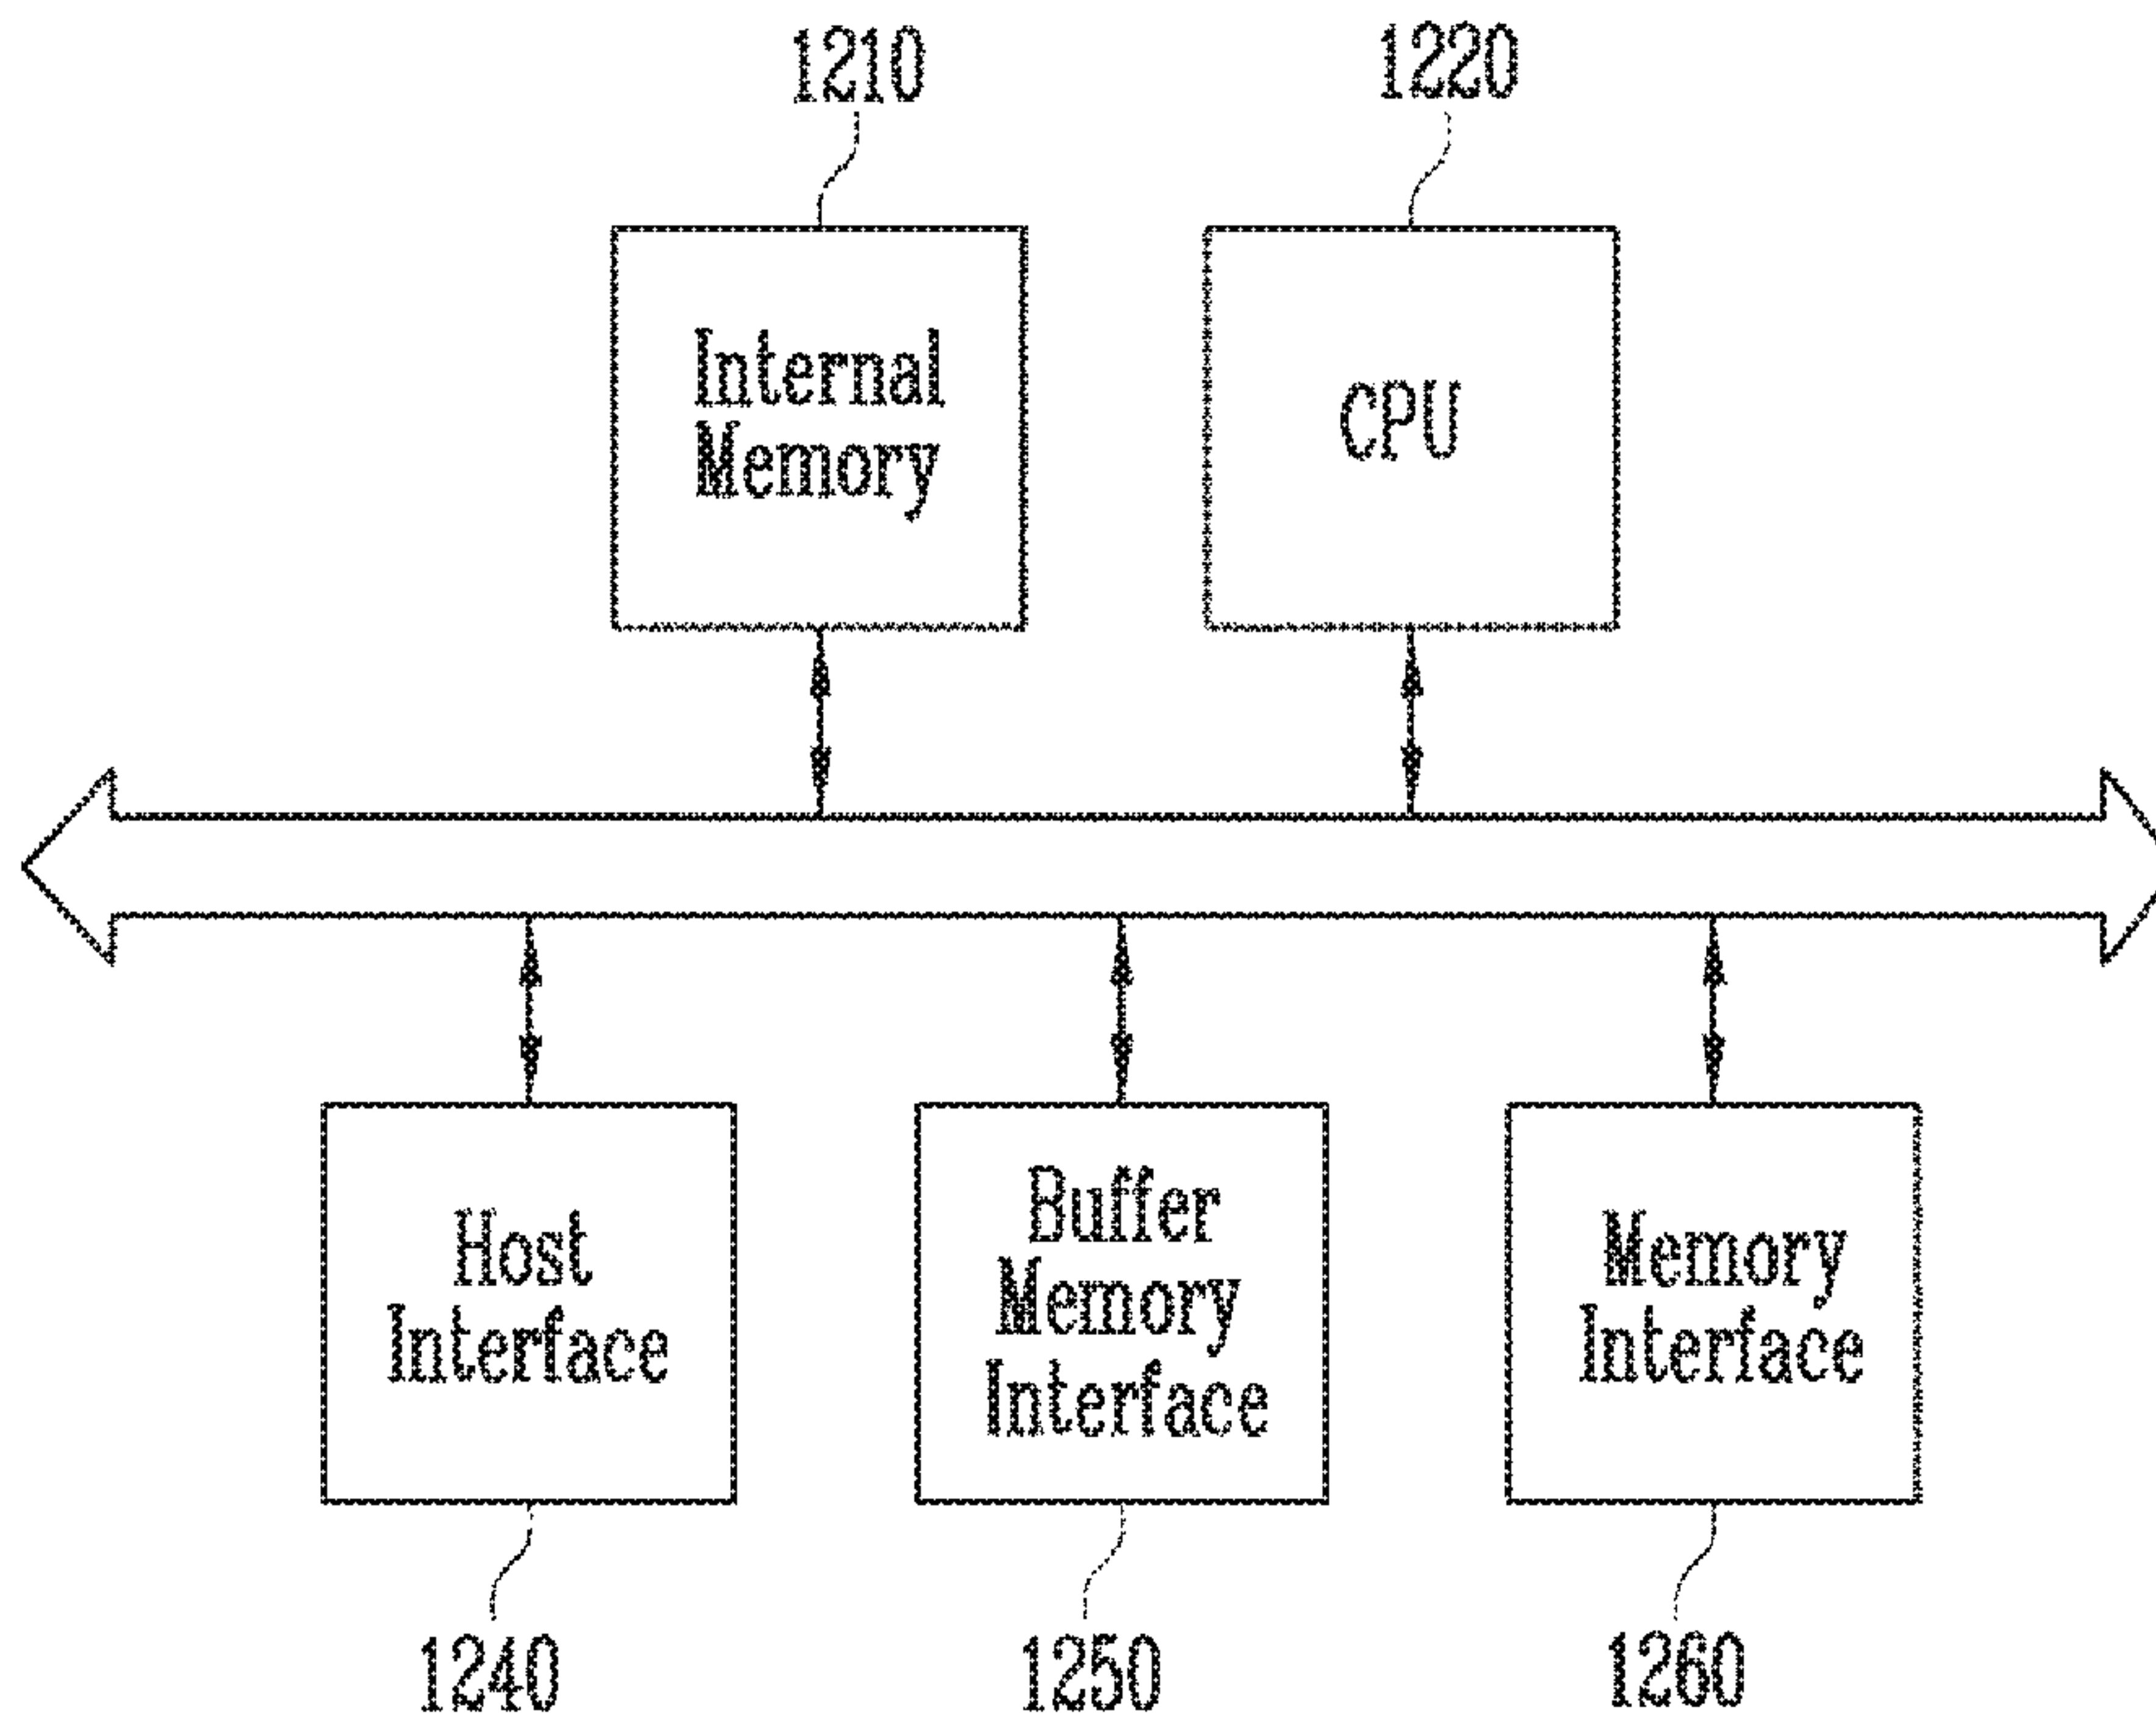 1210
1220
Internal
Memory
CPU
Host
Interface
Buffer
Memory
Interface
Memory
Interface
1240
1250
1260